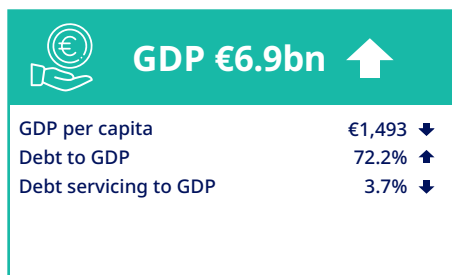 GDP €6.9bn
GDP per capita €1,493
Debt to GDP 72.2%
Debt servicing to GDP 3.7%